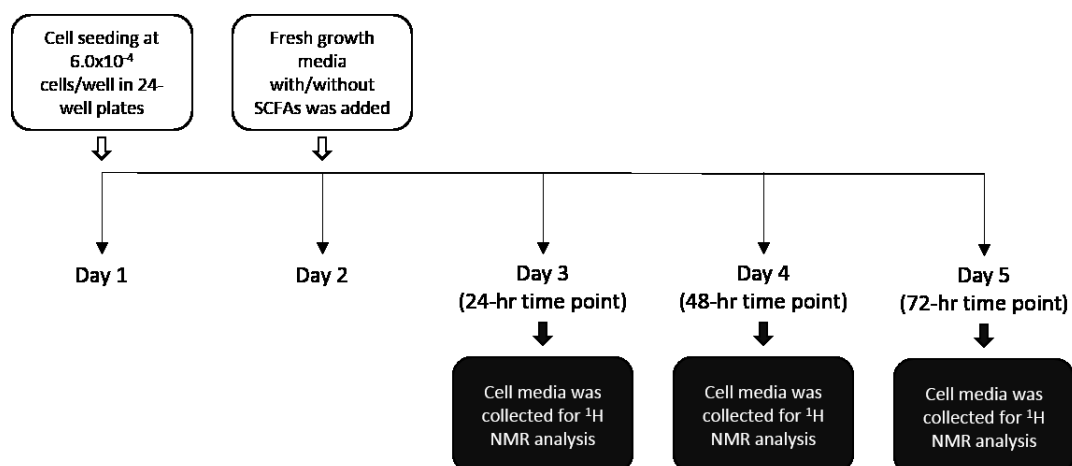 Cell seeding at
6.0x10⁻⁴
cells/well in 24-
well plates
Fresh growth
media
with/without
SCFAs was added
Day 1
Day 2
Day 3
(24-hr time point)
Day 4
(48-hr time point)
Day 5
(72-hr time point)
Cell media was
collected for ¹H
NMR analysis
Cell media was
collected for ¹H
NMR analysis
Cell media was
collected for ¹H
NMR analysis